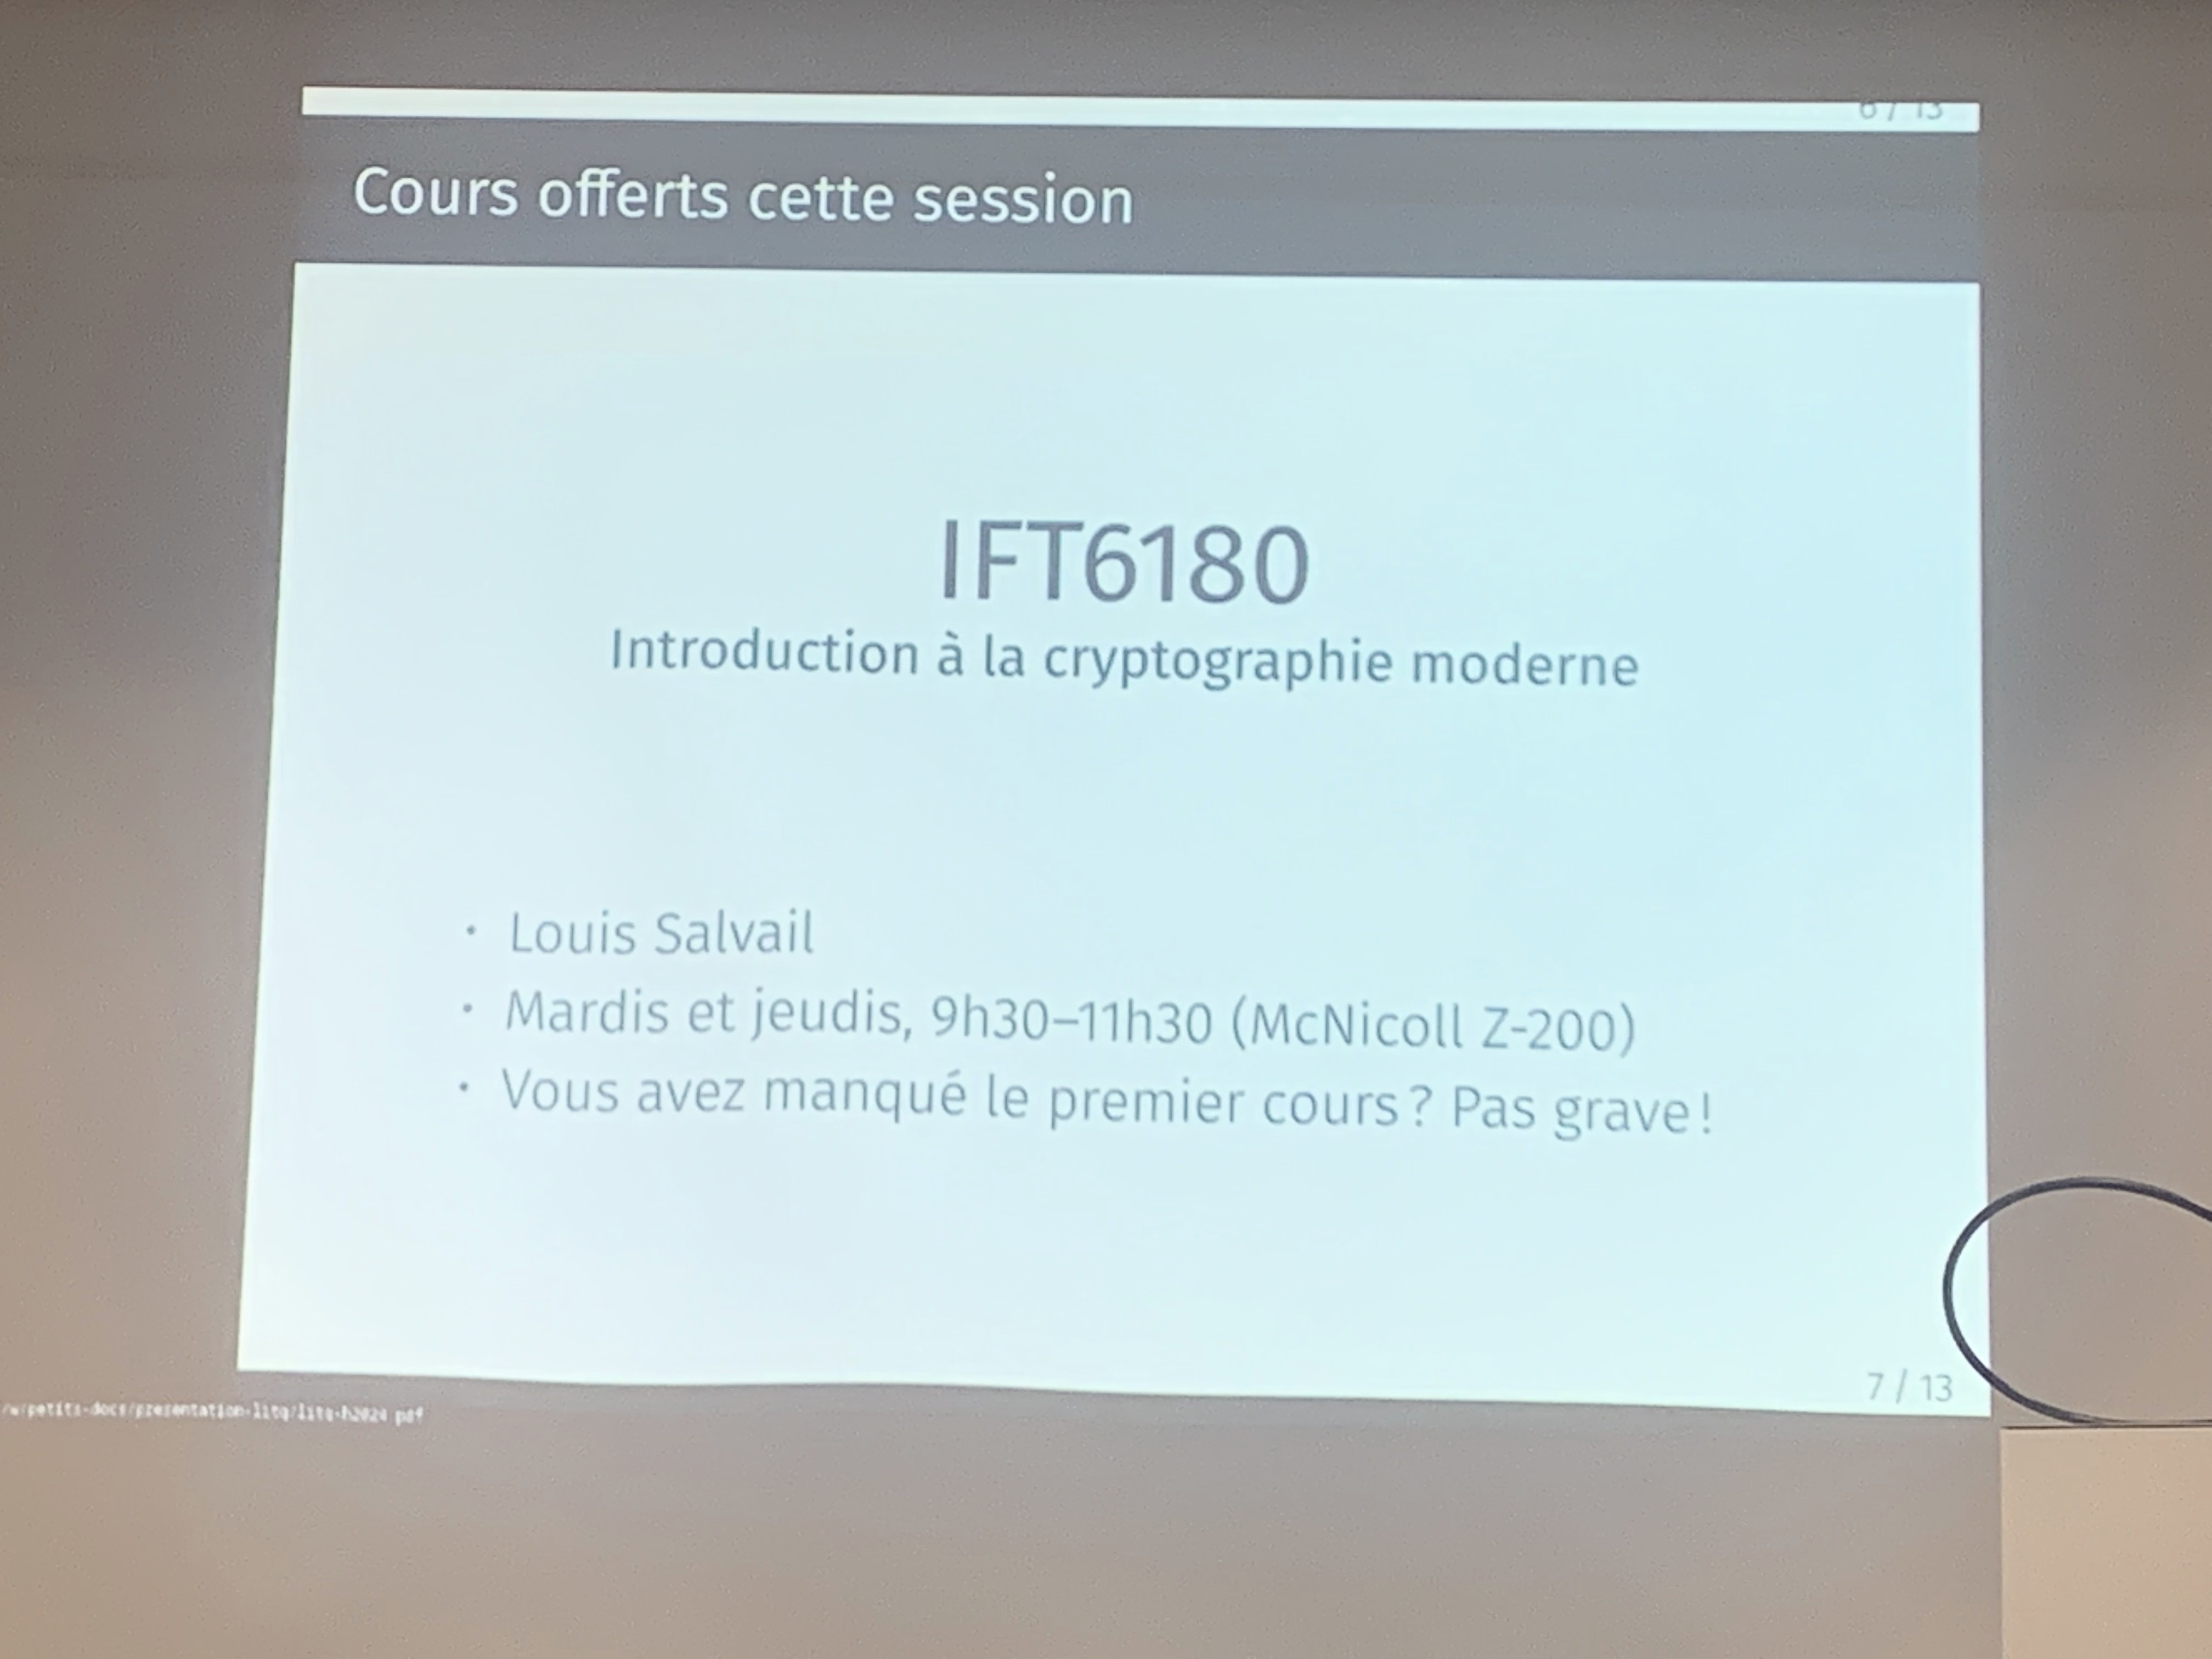 6 / 13
Cours offerts cette session
IFT6180
Introduction à la cryptographie moderne
• Louis Salvail
• Mardis et jeudis, 9h30–11h30 (McNicoll Z-200)
• Vous avez manqué le premier cours ? Pas grave !
7 / 13
/petits-docs/presentation-litq/litq-h2024.pdf